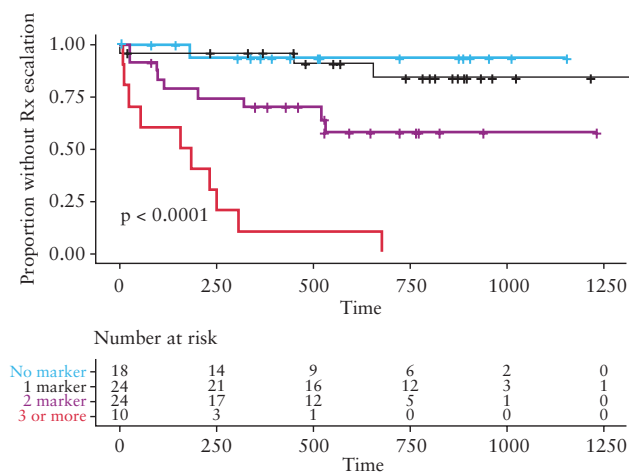 Proportion without Rx escalation
1.00
0.75
0.50
0.25
0.00
p < 0.0001
0 250 500 750 1000 1250
Time
Number at risk
No marker 18 14 9 6 2 0
1 marker 24 21 16 12 3 1
2 marker 24 17 12 5 1 0
3 or more 10 3 1 0 0 0
0 250 500 750 1000 1250
Time